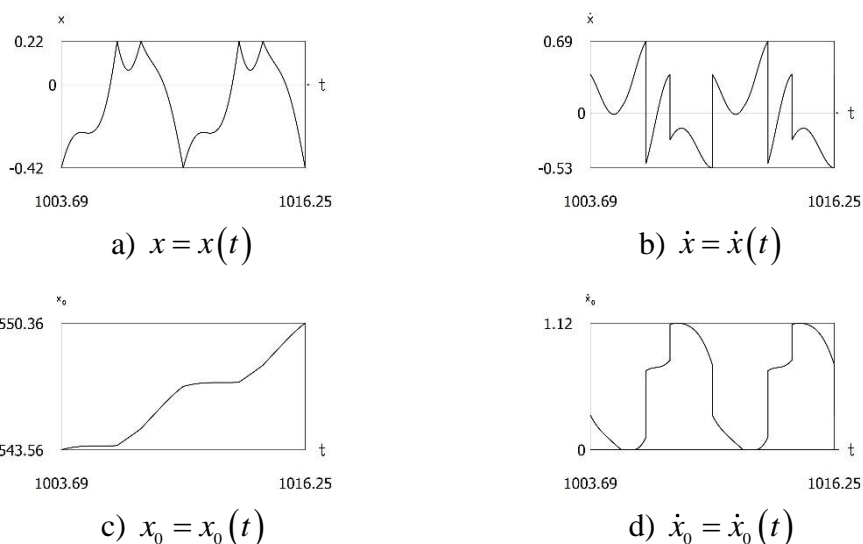 x
0.22
0
t
-0.42
1003.69 1016.25
a) x = x(t)
ẋ
0.69
0
t
-0.53
1003.69 1016.25
b) ẋ = ẋ(t)
x₀
550.36
543.56
t
1003.69 1016.25
c) x₀ = x₀(t)
ẋ₀
1.12
0
t
1003.69 1016.25
d) ẋ₀ = ẋ₀(t)